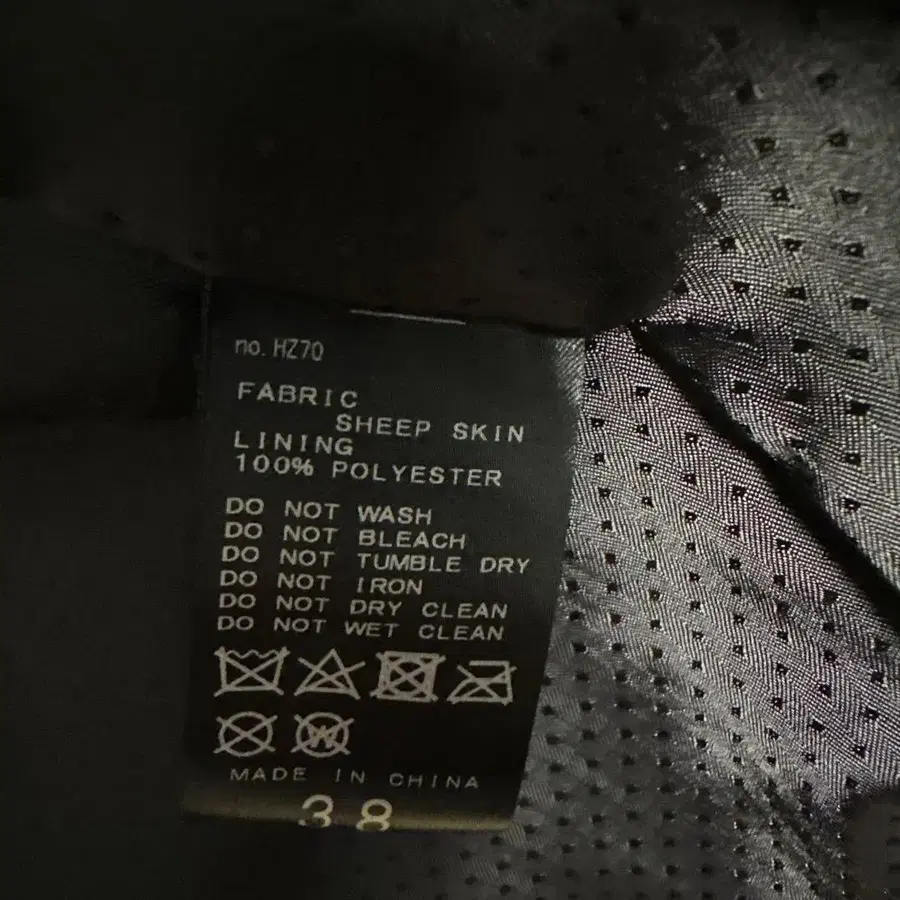 no. HZ70
FABRIC
SHEEP SKIN
LINING
100% POLYESTER
DO NOT WASH
DO NOT BLEACH
DO NOT TUMBLE DRY
DO NOT IRON
DO NOT DRY CLEAN
DO NOT WET CLEAN
W
MADE IN CHINA
38